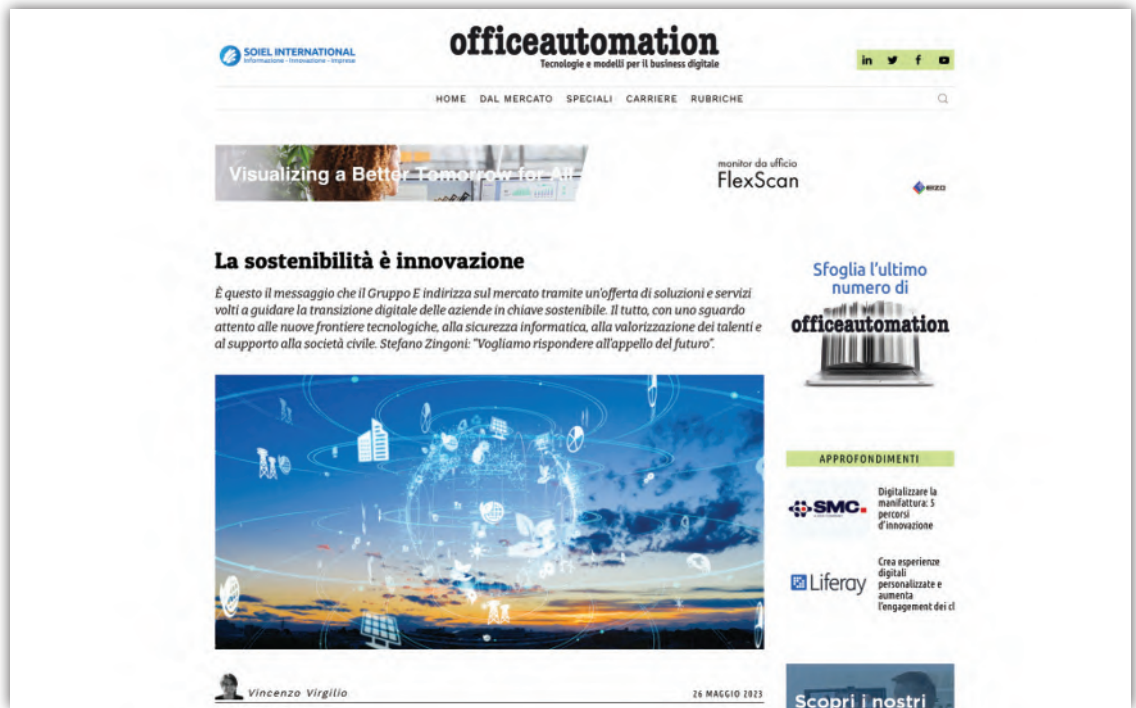 SOIEL INTERNATIONAL
Informazione - Innovazione - Imprese
officeautomation
Tecnologie e modelli per il business digitale
HOME DAL MERCATO SPECIALI CARRIERE RUBRICHE
Visualizing a Better Tomorrow for All
monitor da ufficio
FlexScan
eizo
La sostenibilità è innovazione
È questo il messaggio che il Gruppo E indirizza sul mercato tramite un'offerta di soluzioni e servizi
volti a guidare la transizione digitale delle aziende in chiave sostenibile. Il tutto, con uno sguardo
attento alle nuove frontiere tecnologiche, alla sicurezza informatica, alla valorizzazione dei talenti e
al supporto alla società civile. Stefano Zingoni: "Vogliamo rispondere all'appello del futuro".
Vincenzo Virgilio
26 MAGGIO 2023
Sfoglia l'ultimo
numero di
officeautomation
APPROFONDIMENTI
SMC
Digitalizzare la
manifattura: 5
percorsi
d'innovazione
Liferay
Crea esperienze
digitali
personalizzate e
aumenta
l'engagement dei cl
Scopri i nostri